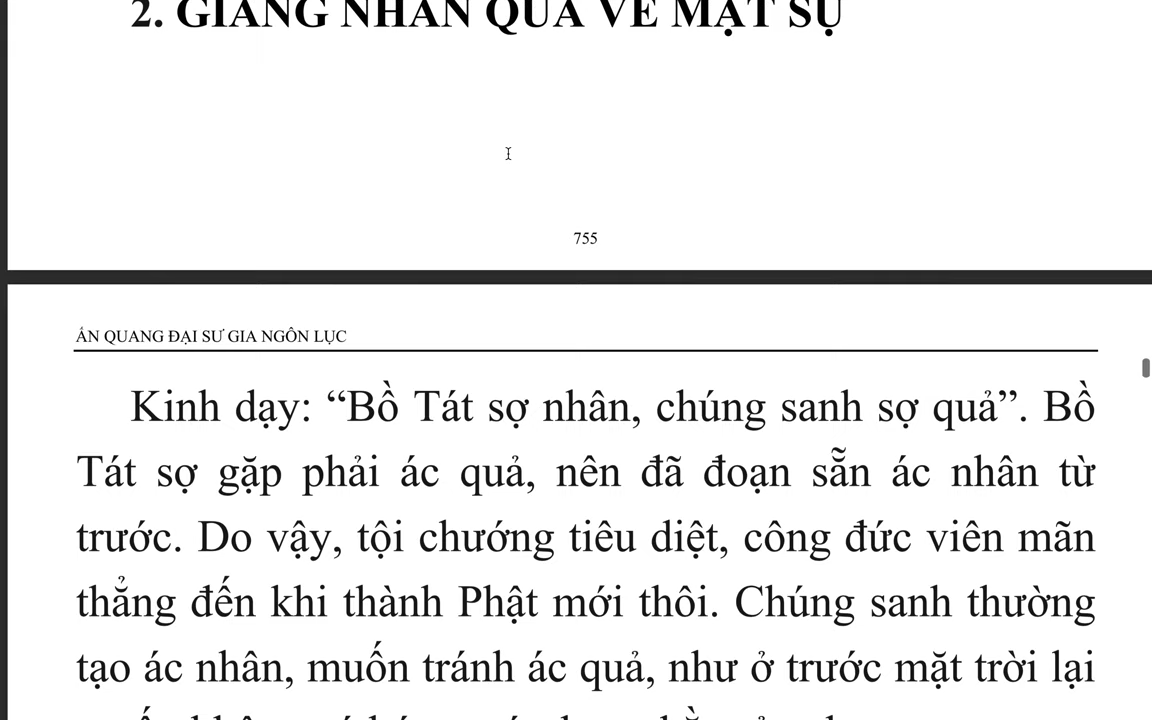 2. GIẢNG NHÂN QUẢ VỀ MẶT SỰ
755
ẤN QUANG ĐẠI SƯ GIA NGÔN LỤC
Kinh dạy: “Bồ Tát sợ nhân, chúng sanh sợ quả”. Bồ
Tát sợ gặp phải ác quả, nên đã đoạn sẵn ác nhân từ
trước. Do vậy, tội chướng tiêu diệt, công đức viên mãn
thẳng đến khi thành Phật mới thôi. Chúng sanh thường
tạo ác nhân, muốn tránh ác quả, như ở trước mặt trời lại